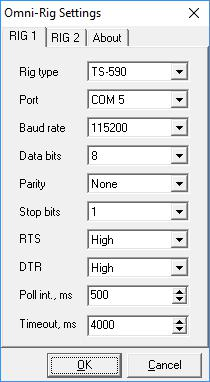 Omni-Rig Settings
RIG 1 RIG 2 About
Rig type TS-590
Port COM 5
Baud rate 115200
Data bits 8
Parity None
Stop bits 1
RTS High
DTR High
Poll int., ms 500
Timeout, ms 4000
OK Cancel